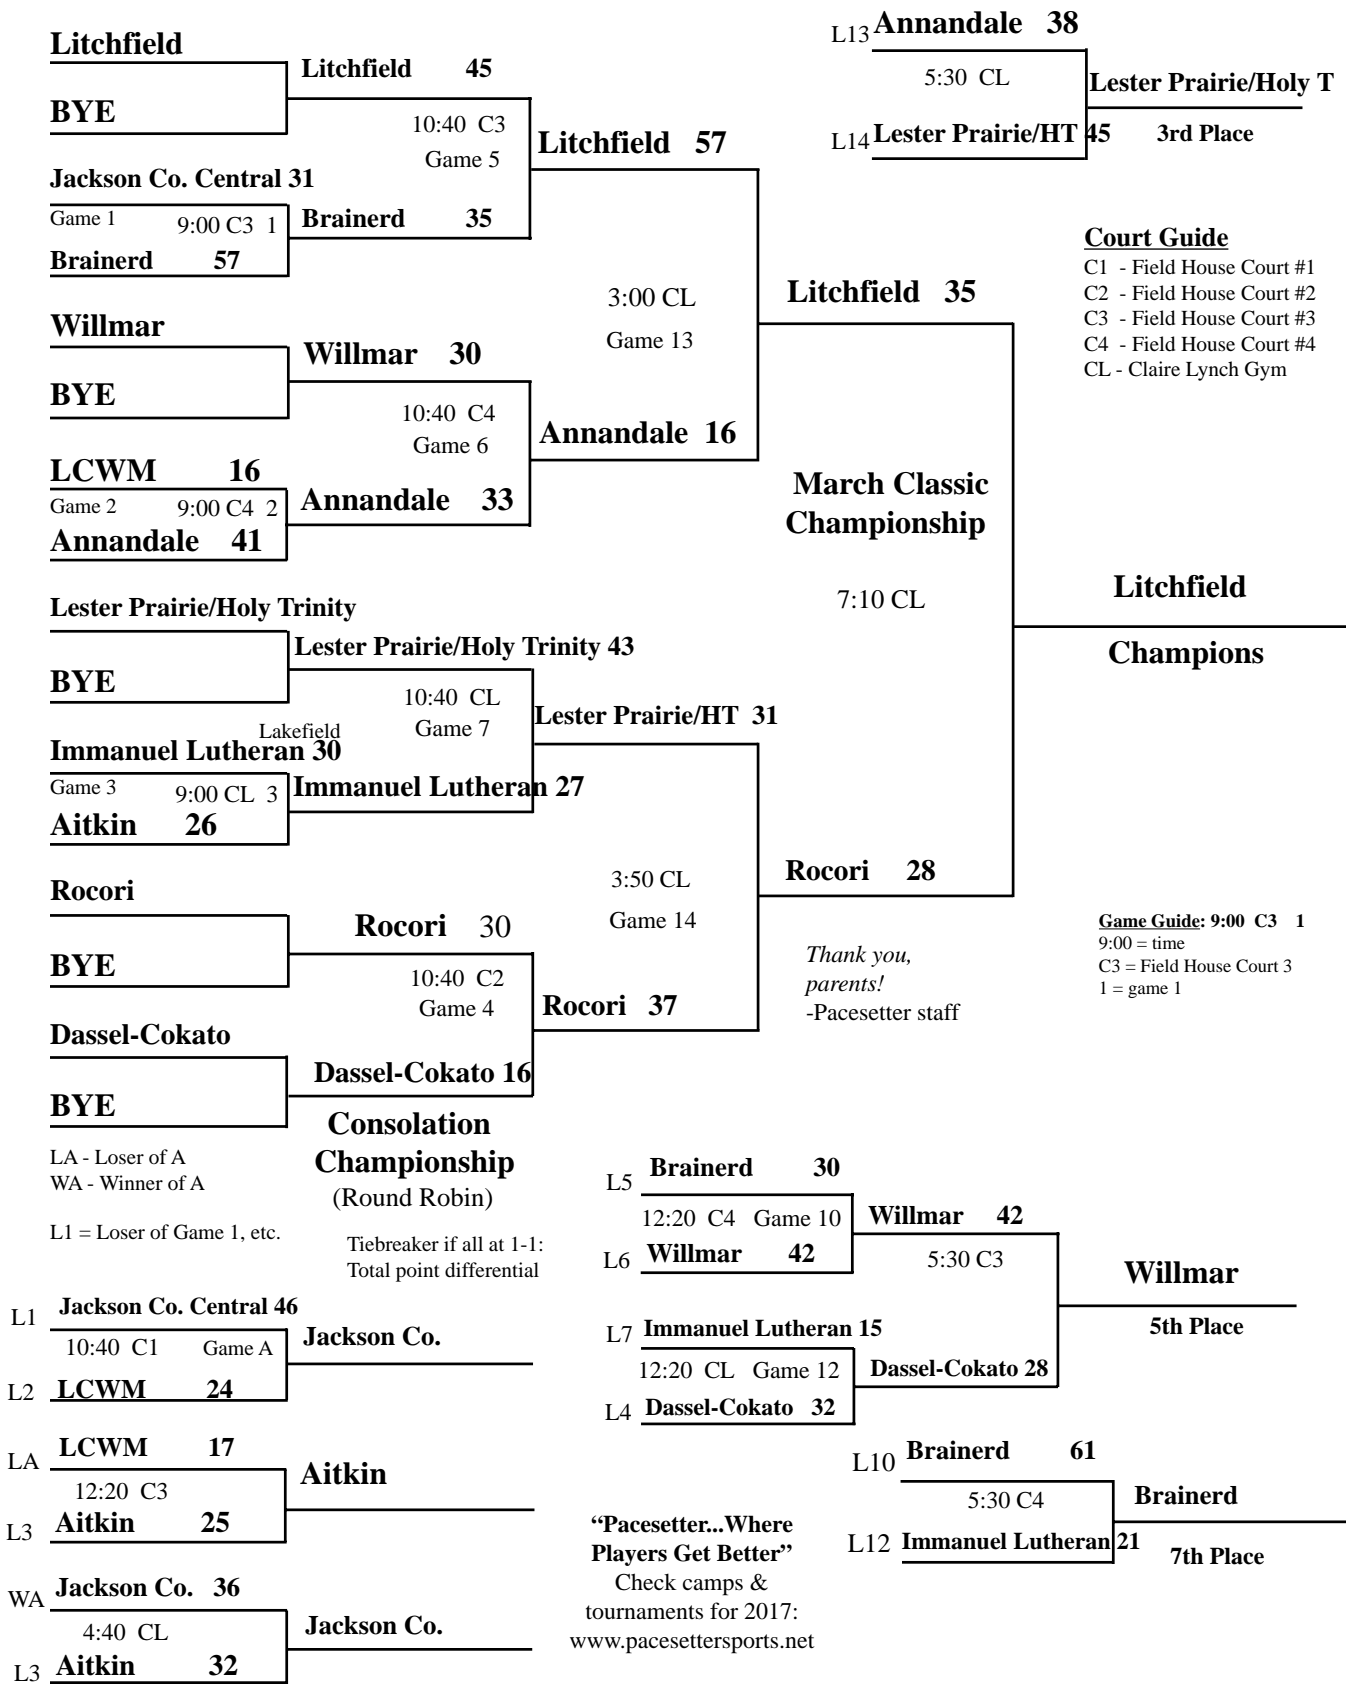 Litchfield
BYE
Litchfield 45
10:40 C3
Game 5
Jackson Co. Central 31
Game 1 9:00 C3 1
Brainerd 57
Brainerd 35
Litchfield 57
Willmar
BYE
Willmar 30
10:40 C4
Game 6
LCWM 16
Game 2 9:00 C4 2
Annandale 41
Annandale 33
Annandale 16
3:00 CL
Game 13
Litchfield 35
Lester Prairie/Holy Trinity
BYE
Lester Prairie/Holy Trinity 43
10:40 CL
Game 7
Lakefield
Immanuel Lutheran 30
Game 3 9:00 CL 3
Aitkin 26
Immanuel Lutheran 27
Lester Prairie/HT 31
Rocori
BYE
Rocori 30
10:40 C2
Game 4
Dassel-Cokato
BYE
Dassel-Cokato 16
Rocori 37
3:50 CL
Game 14
Rocori 28
March Classic
Championship
7:10 CL
Litchfield
Champions
L13 Annandale 38
5:30 CL
L14 Lester Prairie/HT 45
Lester Prairie/Holy T
3rd Place
Court Guide
C1 - Field House Court #1
C2 - Field House Court #2
C3 - Field House Court #3
C4 - Field House Court #4
CL - Claire Lynch Gym
Game Guide: 9:00 C3 1
9:00 = time
C3 = Field House Court 3
1 = game 1
Thank you,
parents!
-Pacesetter staff
LA - Loser of A
WA - Winner of A
L1 = Loser of Game 1, etc.
Consolation
Championship
(Round Robin)
Tiebreaker if all at 1-1:
Total point differential
L1 Jackson Co. Central 46
10:40 C1 Game A
L2 LCWM 24
Jackson Co.
LA LCWM 17
12:20 C3
L3 Aitkin 25
Aitkin
WA Jackson Co. 36
4:40 CL
L3 Aitkin 32
Jackson Co.
L5 Brainerd 30
12:20 C4 Game 10
L6 Willmar 42
Willmar 42
5:30 C3
L7 Immanuel Lutheran 15
12:20 CL Game 12
L4 Dassel-Cokato 32
Dassel-Cokato 28
Willmar
5th Place
L10 Brainerd 61
5:30 C4
L12 Immanuel Lutheran 21
Brainerd
7th Place
“Pacesetter...Where
Players Get Better”
Check camps &
tournaments for 2017:
www.pacesettersports.net